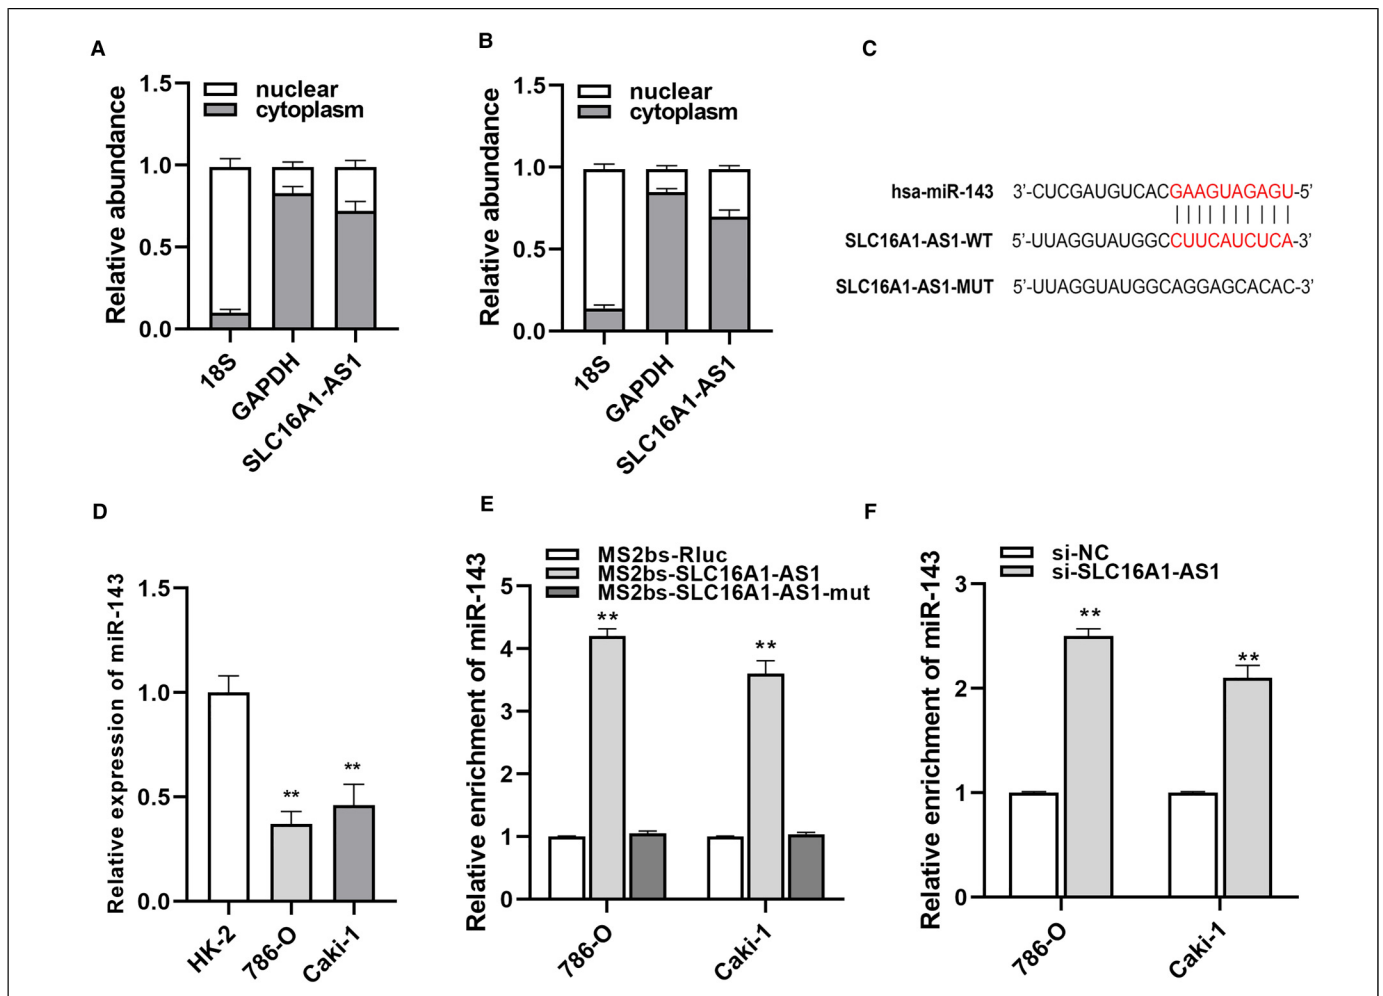 A
Relative abundance
1.5
1.0
0.5
0.0
nuclear
cytoplasm
18S
GAPDH
SLC16A1-AS1
B
Relative abundance
1.5
1.0
0.5
0.0
nuclear
cytoplasm
18S
GAPDH
SLC16A1-AS1
C
hsa-miR-143 3'-CUCGAUGUCACGAAGUAGAGU-5'
SLC16A1-AS1-WT 5'-UUAGGUAUGGCCUUCAUCUCA-3'
SLC16A1-AS1-MUT 5'-UUAGGUAUGGCAGGAGCACAC-3'
D
Relative expression of miR-143
1.5
1.0
0.5
0.0
**
**
HK-2
786-O
Caki-1
E
Relative enrichment of miR-143
MS2bs-Rluc
MS2bs-SLC16A1-AS1
MS2bs-SLC16A1-AS1-mut
5
4
3
2
1
0
**
**
786-O
Caki-1
F
Relative enrichment of miR-143
si-NC
si-SLC16A1-AS1
3
2
1
0
**
**
786-O
Caki-1